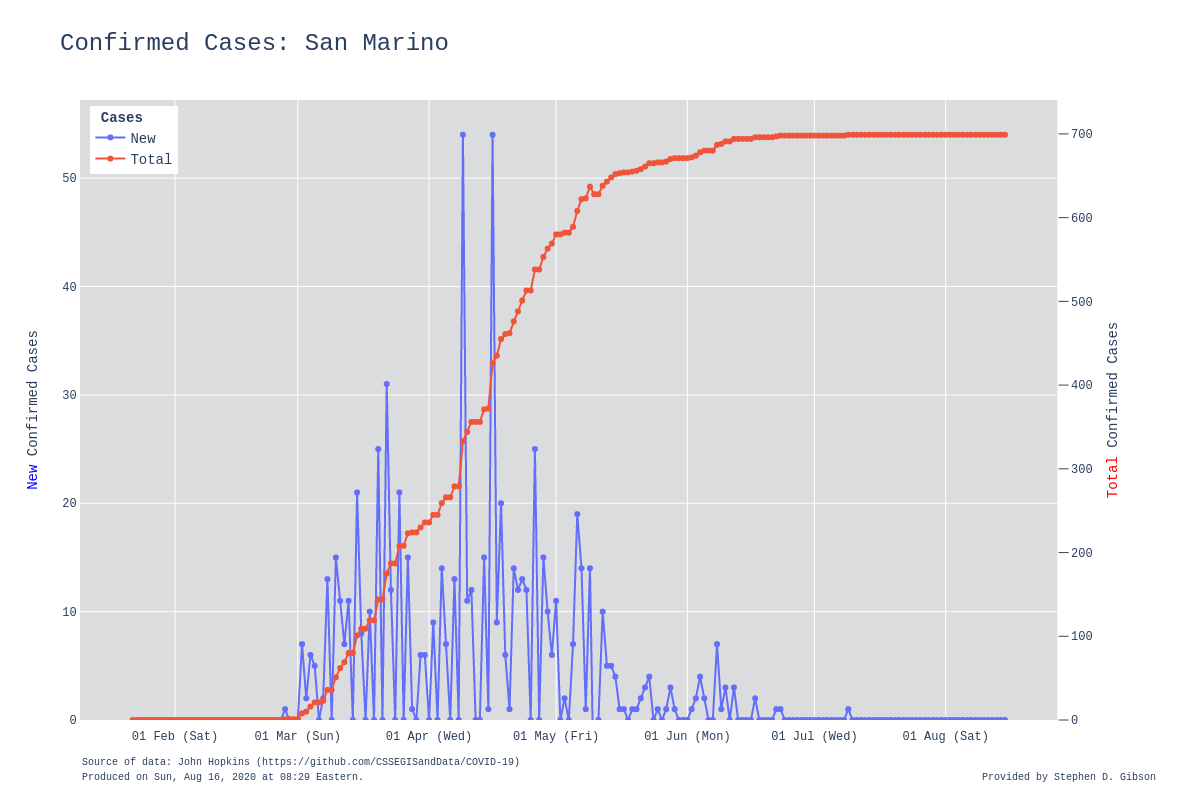 Confirmed Cases: San Marino
Cases
New
Total
50
40
30
20
10
0
700
600
500
400
300
200
100
0
New Confirmed Cases
Total Confirmed Cases
01 Feb (Sat)
01 Mar (Sun)
01 Apr (Wed)
01 May (Fri)
01 Jun (Mon)
01 Jul (Wed)
01 Aug (Sat)
Source of data: John Hopkins (https://github.com/CSSEGISandData/COVID-19)
Produced on Sun, Aug 16, 2020 at 08:29 Eastern.
Provided by Stephen D. Gibson